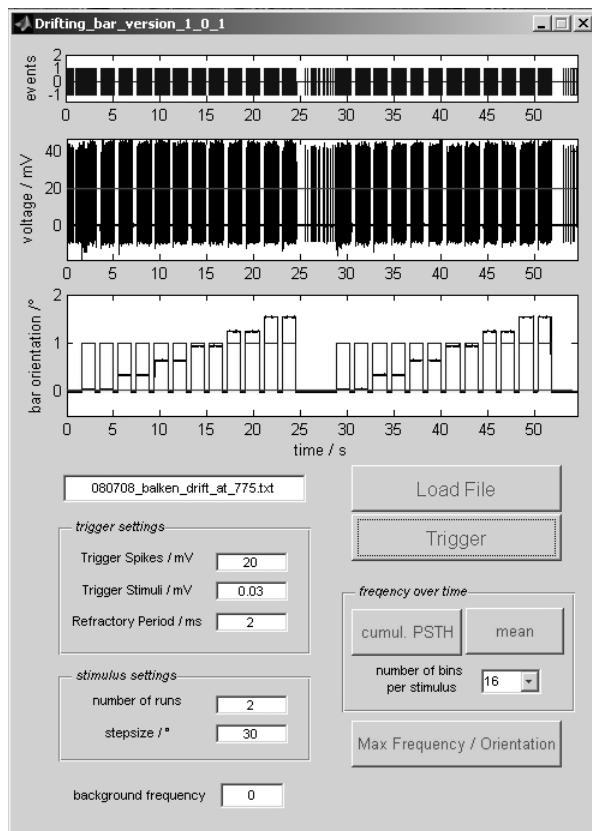 Drifting_bar_version_1_0_1
2
1
0
-1
events
0 5 10 15 20 25 30 35 40 45 50
40
20
0
voltage / mV
0 5 10 15 20 25 30 35 40 45 50
2
1
0
bar orientation /°
0 5 10 15 20 25 30 35 40 45 50
time / s
080708_balken_drift_at_775.txt
Load File
Trigger
trigger settings
Trigger Spikes / mV 20
Trigger Stimuli / mV 0.03
Refractory Period / ms 2
freqency over time
cumul. PSTH mean
number of bins
per stimulus
16
stimulus settings
number of runs 2
stepsize / ° 30
Max Frequency / Orientation
background frequency 0